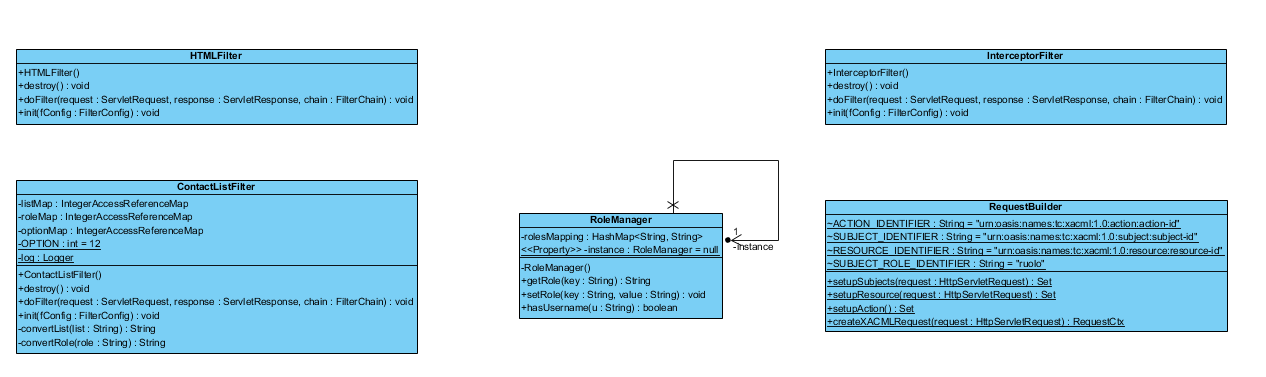 HTMLFilter
+HTMLFilter()
+destroy() : void
+doFilter(request : ServletRequest, response : ServletResponse, chain : FilterChain) : void
+init(fConfig : FilterConfig) : void
InterceptorFilter
+InterceptorFilter()
+destroy() : void
+doFilter(request : ServletRequest, response : ServletResponse, chain : FilterChain) : void
+init(fConfig : FilterConfig) : void
ContactListFilter
-listMap : IntegerAccessReferenceMap
-roleMap : IntegerAccessReferenceMap
-optionMap : IntegerAccessReferenceMap
-OPTION : int = 12
-log : Logger
+ContactListFilter()
+destroy() : void
+doFilter(request : ServletRequest, response : ServletResponse, chain : FilterChain) : void
+init(fConfig : FilterConfig) : void
-convertList(list : String) : String
-convertRole(role : String) : String
RoleManager
-rolesMapping : HashMap<String, String>
<<Property>> -instance : RoleManager = null
-RoleManager()
+getRole(key : String) : String
+setRole(key : String, value : String) : void
+hasUsername(u : String) : boolean
1
-instance
RequestBuilder
~ACTION_IDENTIFIER : String = "urn:oasis:names:tc:xacml:1.0:action:action-id"
~SUBJECT_IDENTIFIER : String = "urn:oasis:names:tc:xacml:1.0:subject:subject-id"
~RESOURCE_IDENTIFIER : String = "urn:oasis:names:tc:xacml:1.0:resource:resource-id"
~SUBJECT_ROLE_IDENTIFIER : String = "ruolo"
+setupSubjects(request : HttpServletRequest) : Set
+setupResource(request : HttpServletRequest) : Set
+setupAction() : Set
+createXACMLRequest(request : HttpServletRequest) : RequestCtx